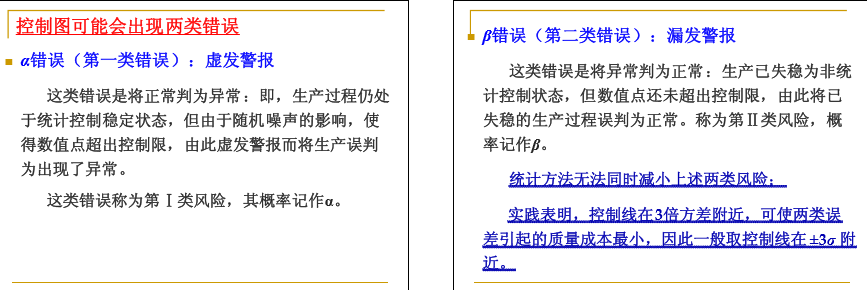 控制图可能会出现两类错误
α错误（第一类错误）：虚发警报
这类错误是将正常判为异常：即，生产过程仍处
于统计控制稳定状态，但由于随机噪声的影响，使
得数值点超出控制限，由此虚发警报而将生产误判
为出现了异常。
这类错误称为第Ⅰ类风险，其概率记作α。
β错误（第二类错误）：漏发警报
这类错误是将异常判为正常：生产已失稳为非统
计控制状态，但数值点还未超出控制限，由此将已
失稳的生产过程误判为正常。称为第Ⅱ类风险，概
率记作β。
统计方法无法同时减小上述两类风险；
实践表明，控制线在3倍方差附近，可使两类误
差引起的质量成本最小，因此一般取控制线在 ±3σ 附
近。